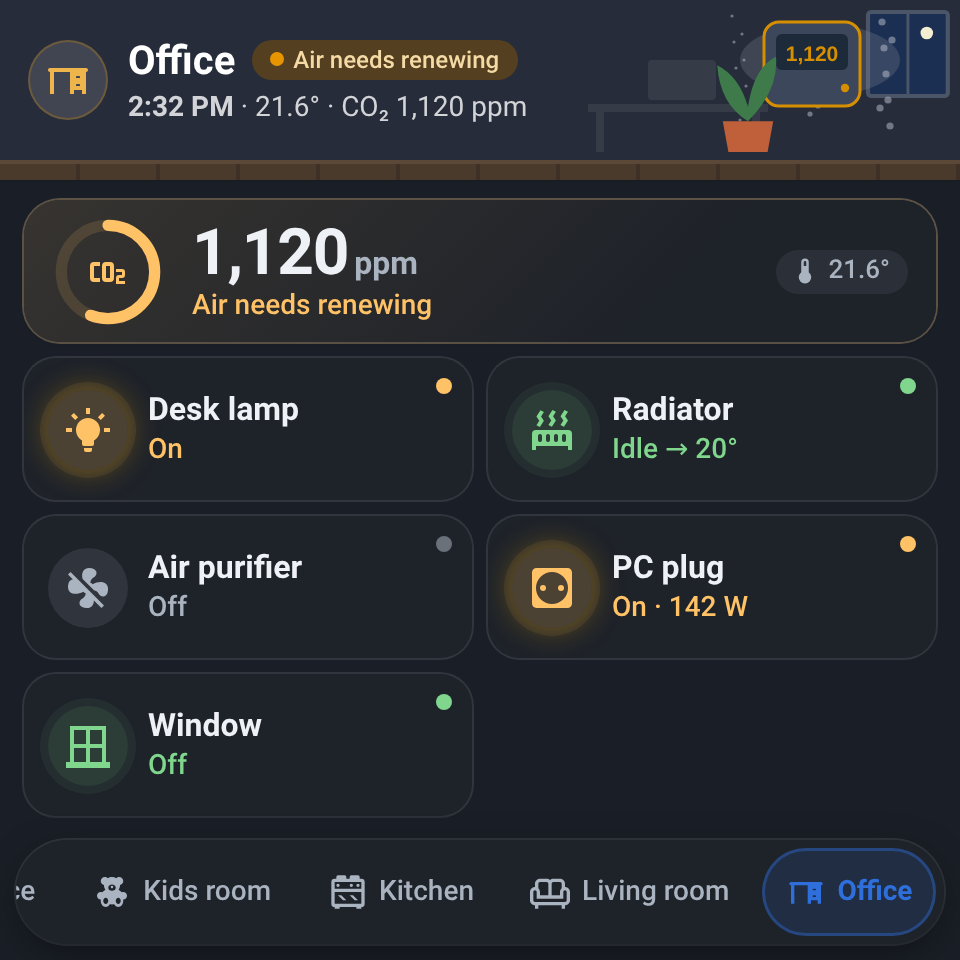 Office
Air needs renewing
2:32 PM · 21.6° · CO₂ 1,120 ppm
1,120
CO2
1,120 ppm
Air needs renewing
21.6°
Desk lamp
On
Radiator
Idle → 20°
Air purifier
Off
PC plug
On · 142 W
Window
Off
ce
Kids room
Kitchen
Living room
Office